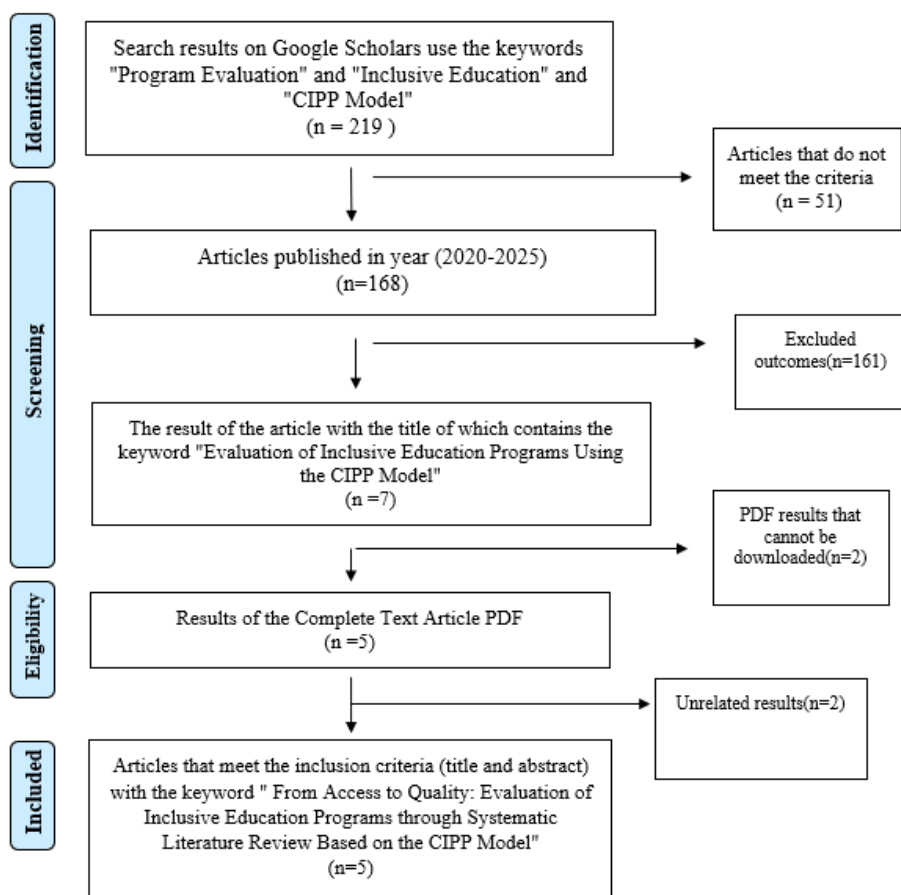 Identification
Search results on Google Scholars use the keywords
"Program Evaluation" and "Inclusive Education" and
"CIPP Model"
(n = 219 )
Articles that do not
meet the criteria
(n = 51)
Screening
Articles published in year (2020-2025)
(n=168)
Excluded
outcomes(n=161)
The result of the article with the title of which contains the
keyword "Evaluation of Inclusive Education Programs Using
the CIPP Model"
(n =7)
PDF results that
cannot be
downloaded(n=2)
Eligibility
Results of the Complete Text Article PDF
(n =5)
Unrelated results(n=2)
Included
Articles that meet the inclusion criteria (title and abstract)
with the keyword " From Access to Quality: Evaluation of
Inclusive Education Programs through Systematic
Literature Review Based on the CIPP Model"
(n=5)